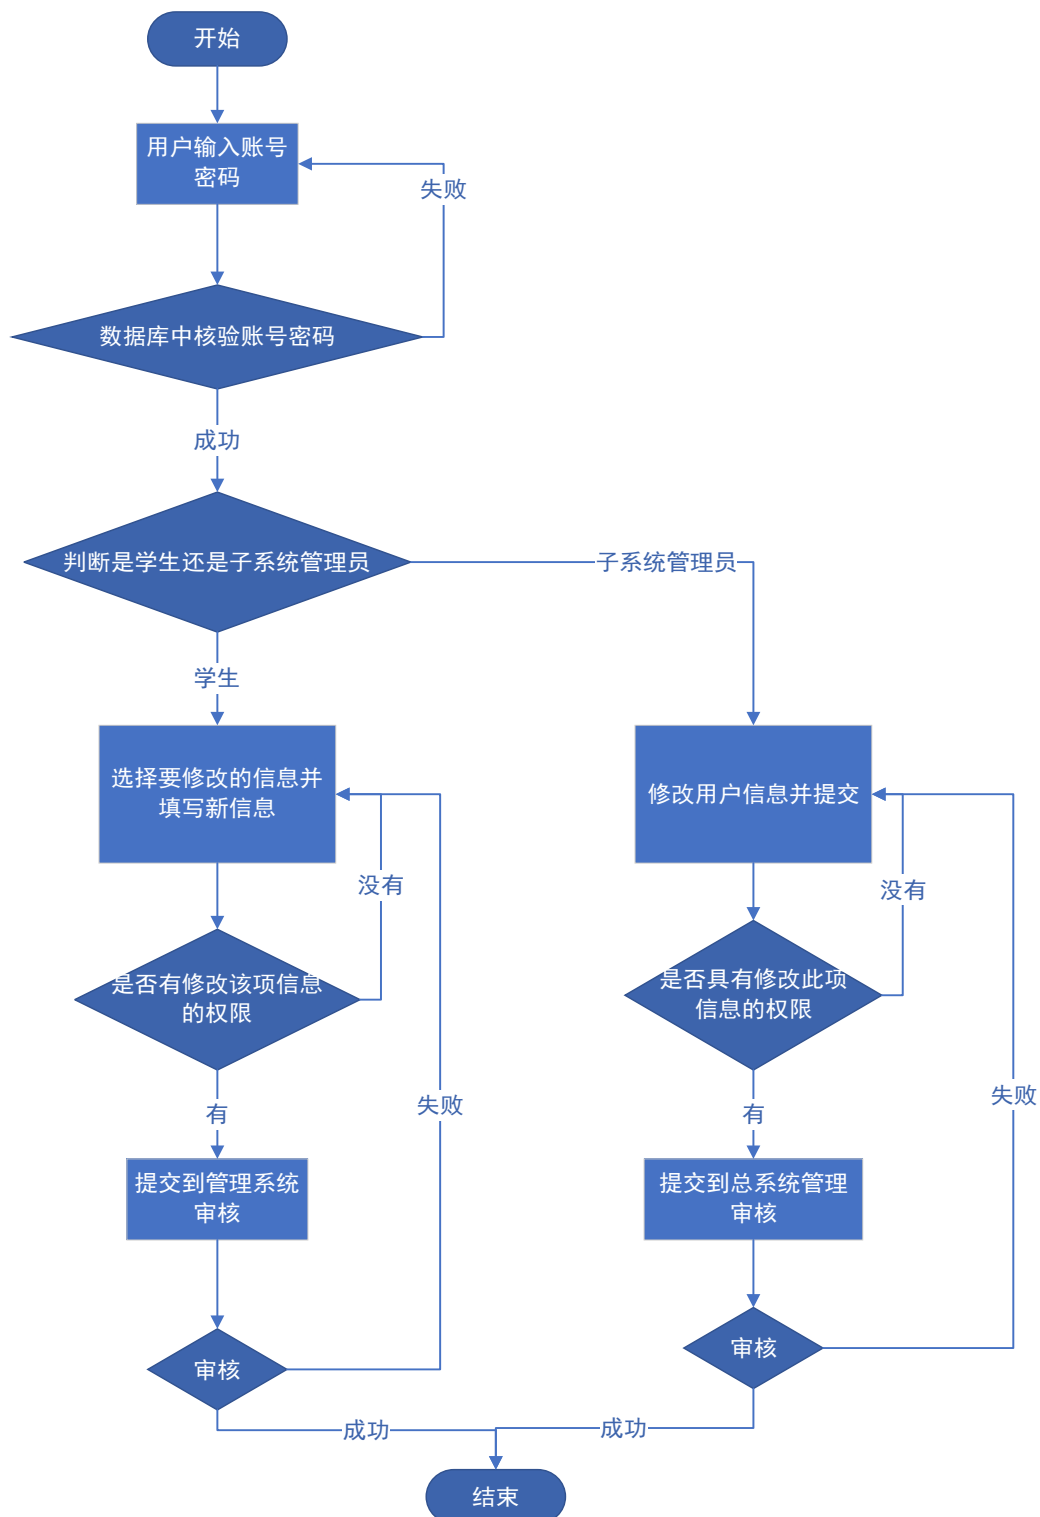 开始
用户输入账号
密码
失败
数据库中核验账号密码
成功
判断是学生还是子系统管理员
子系统管理员
学生
选择要修改的信息并
填写新信息
修改用户信息并提交
没有
没有
是否有修改该项信息
的权限
是否具有修改此项
信息的权限
有
失败
有
失败
提交到管理系统
审核
提交到总系统管理
审核
审核
审核
成功
成功
结束